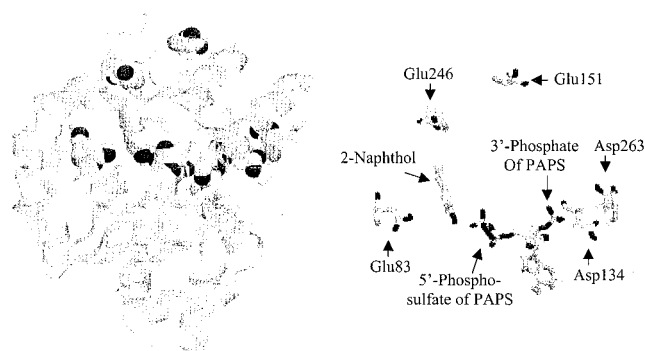 Glu246
Glu151
3'-Phosphate
Of PAPS
Asp263
2-Naphthol
Glu83
5'-Phospho-
sulfate of PAPS
Asp134